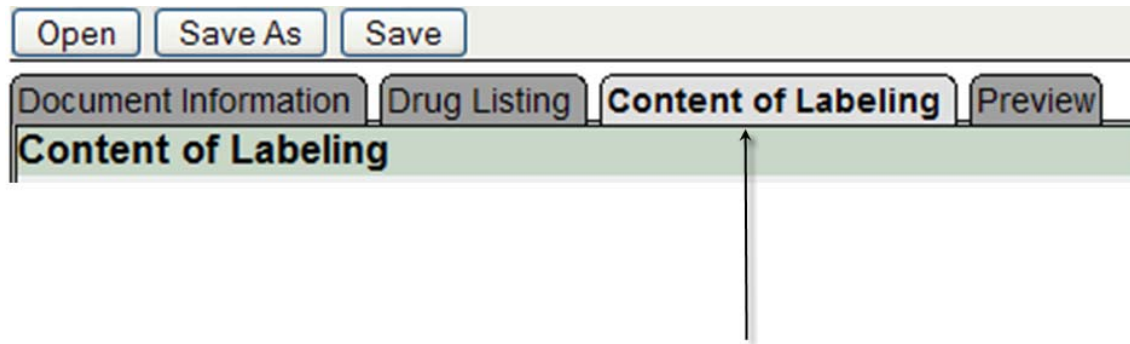 Open Save As Save
Document Information Drug Listing Content of Labeling Preview
Content of Labeling